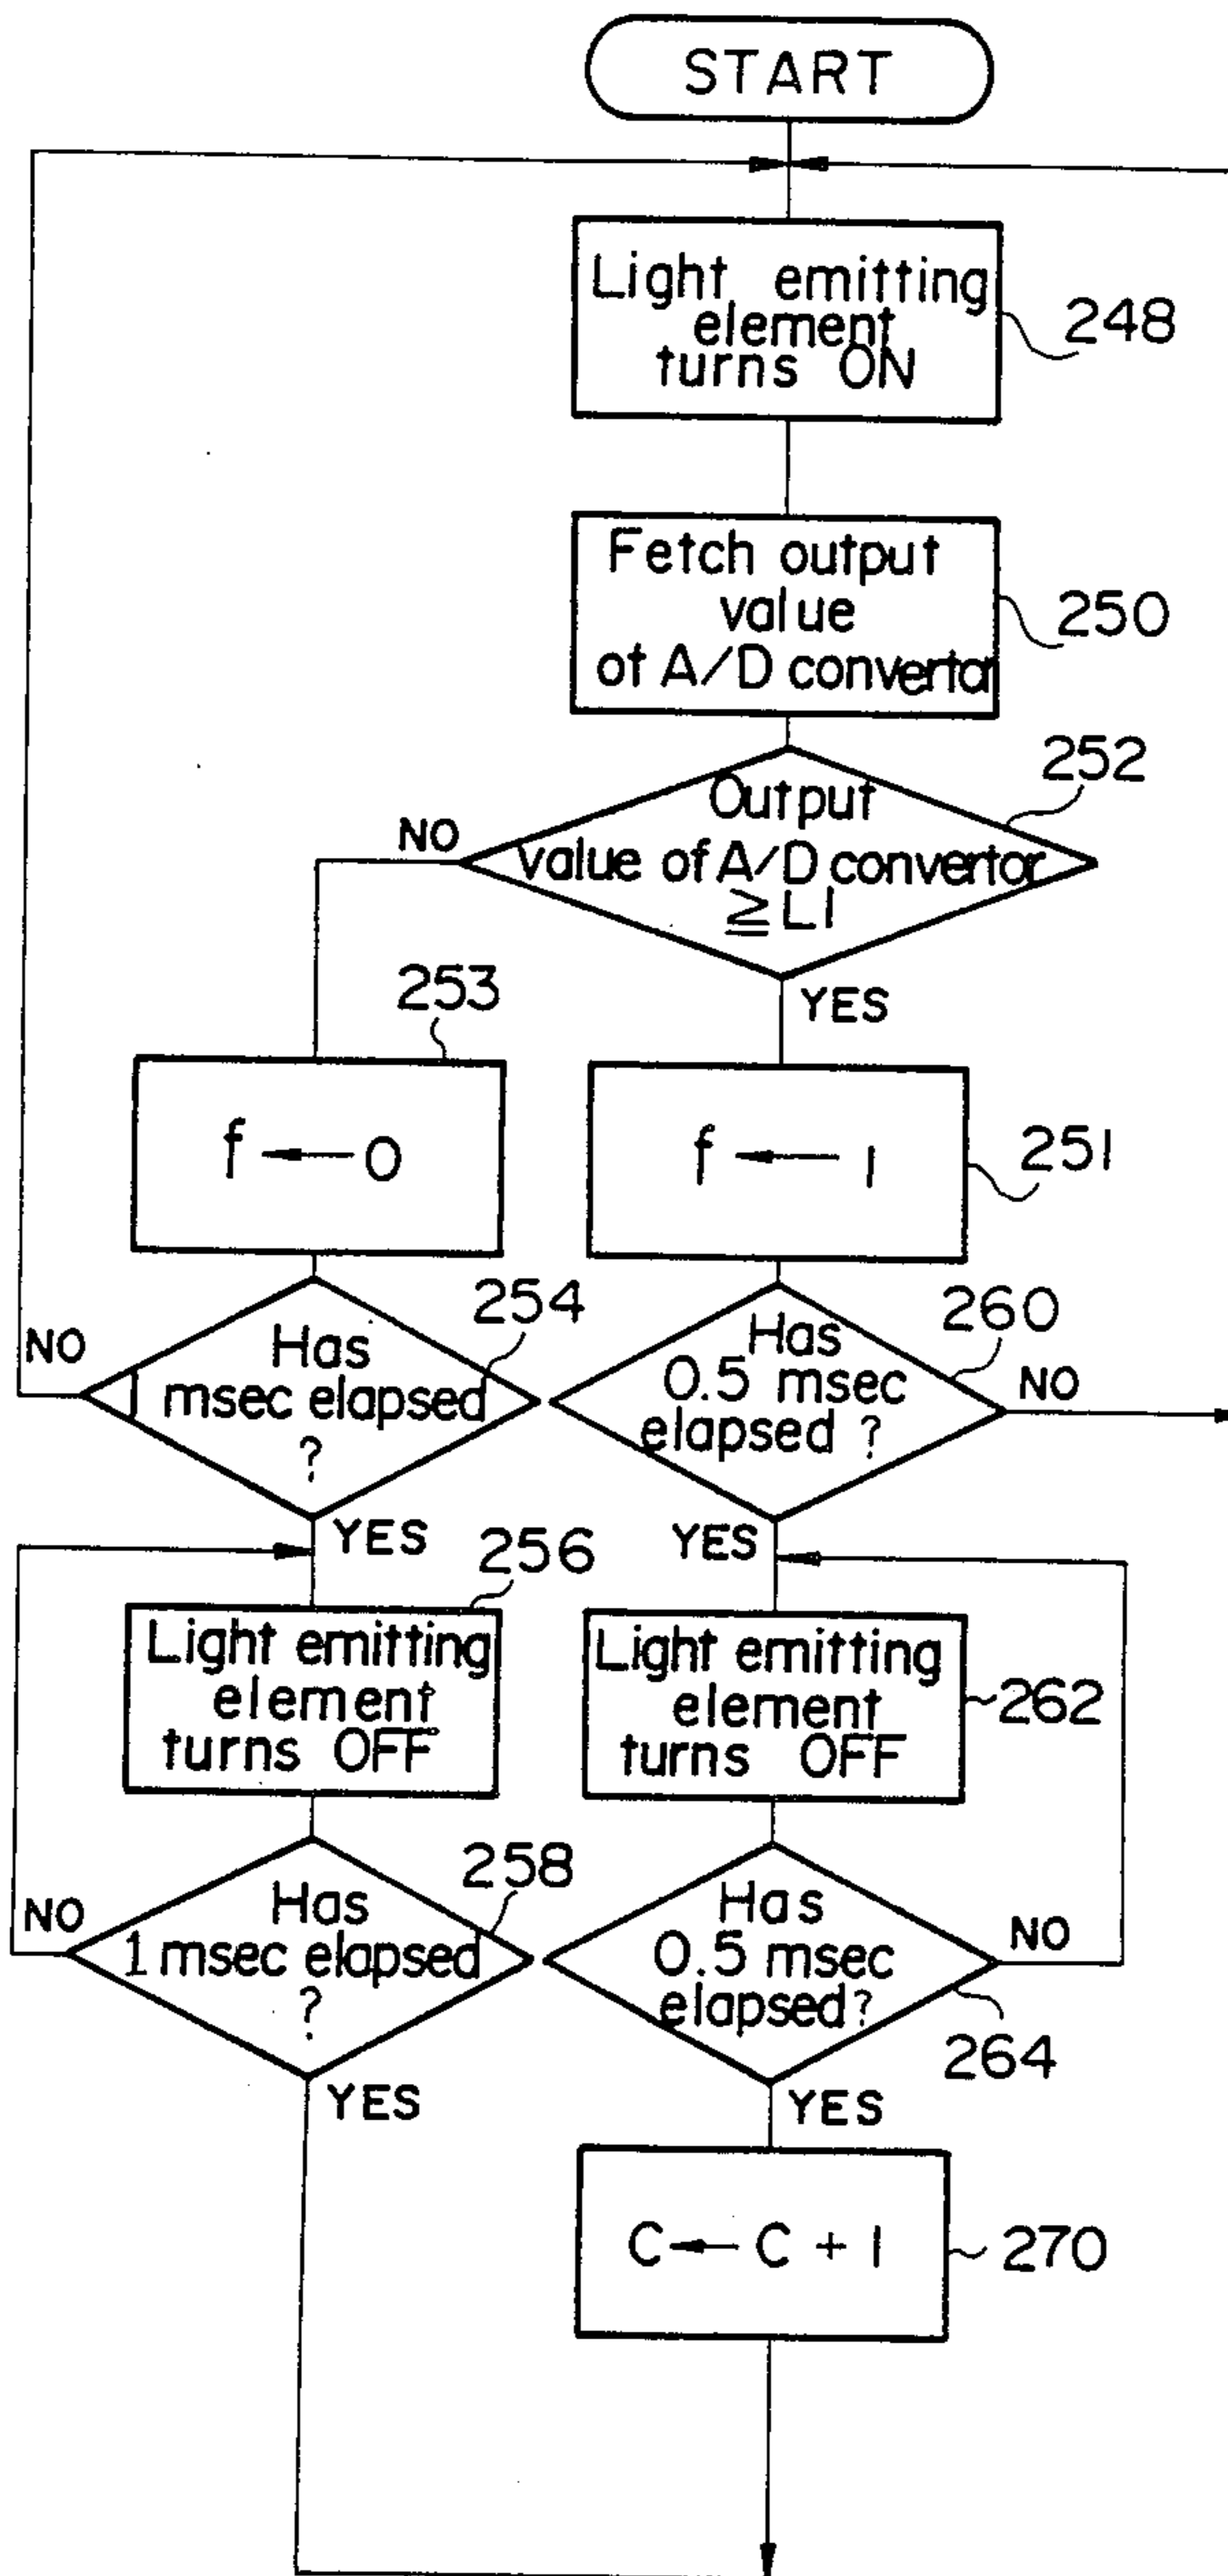 START
Light emitting
element
turns ON
248
Fetch output
value
of A/D convertor
250
252
Output
value of A/D convertor
≧ L1
NO
YES
253
f ← 0
f ← 1
251
254
Has
1 msec elapsed
?
NO
YES
260
Has
0.5 msec
elapsed ?
NO
YES
256
Light emitting
element
turns OFF
Light emitting
element
turns OFF
262
258
Has
1 msec elapsed
?
NO
YES
Has
0.5 msec
elapsed ?
NO
264
YES
C ← C + 1
270